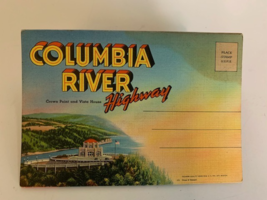 COLUMBIA
RIVER
Highway
Crown Point and Vista House
PLACE
STAMP
HERE